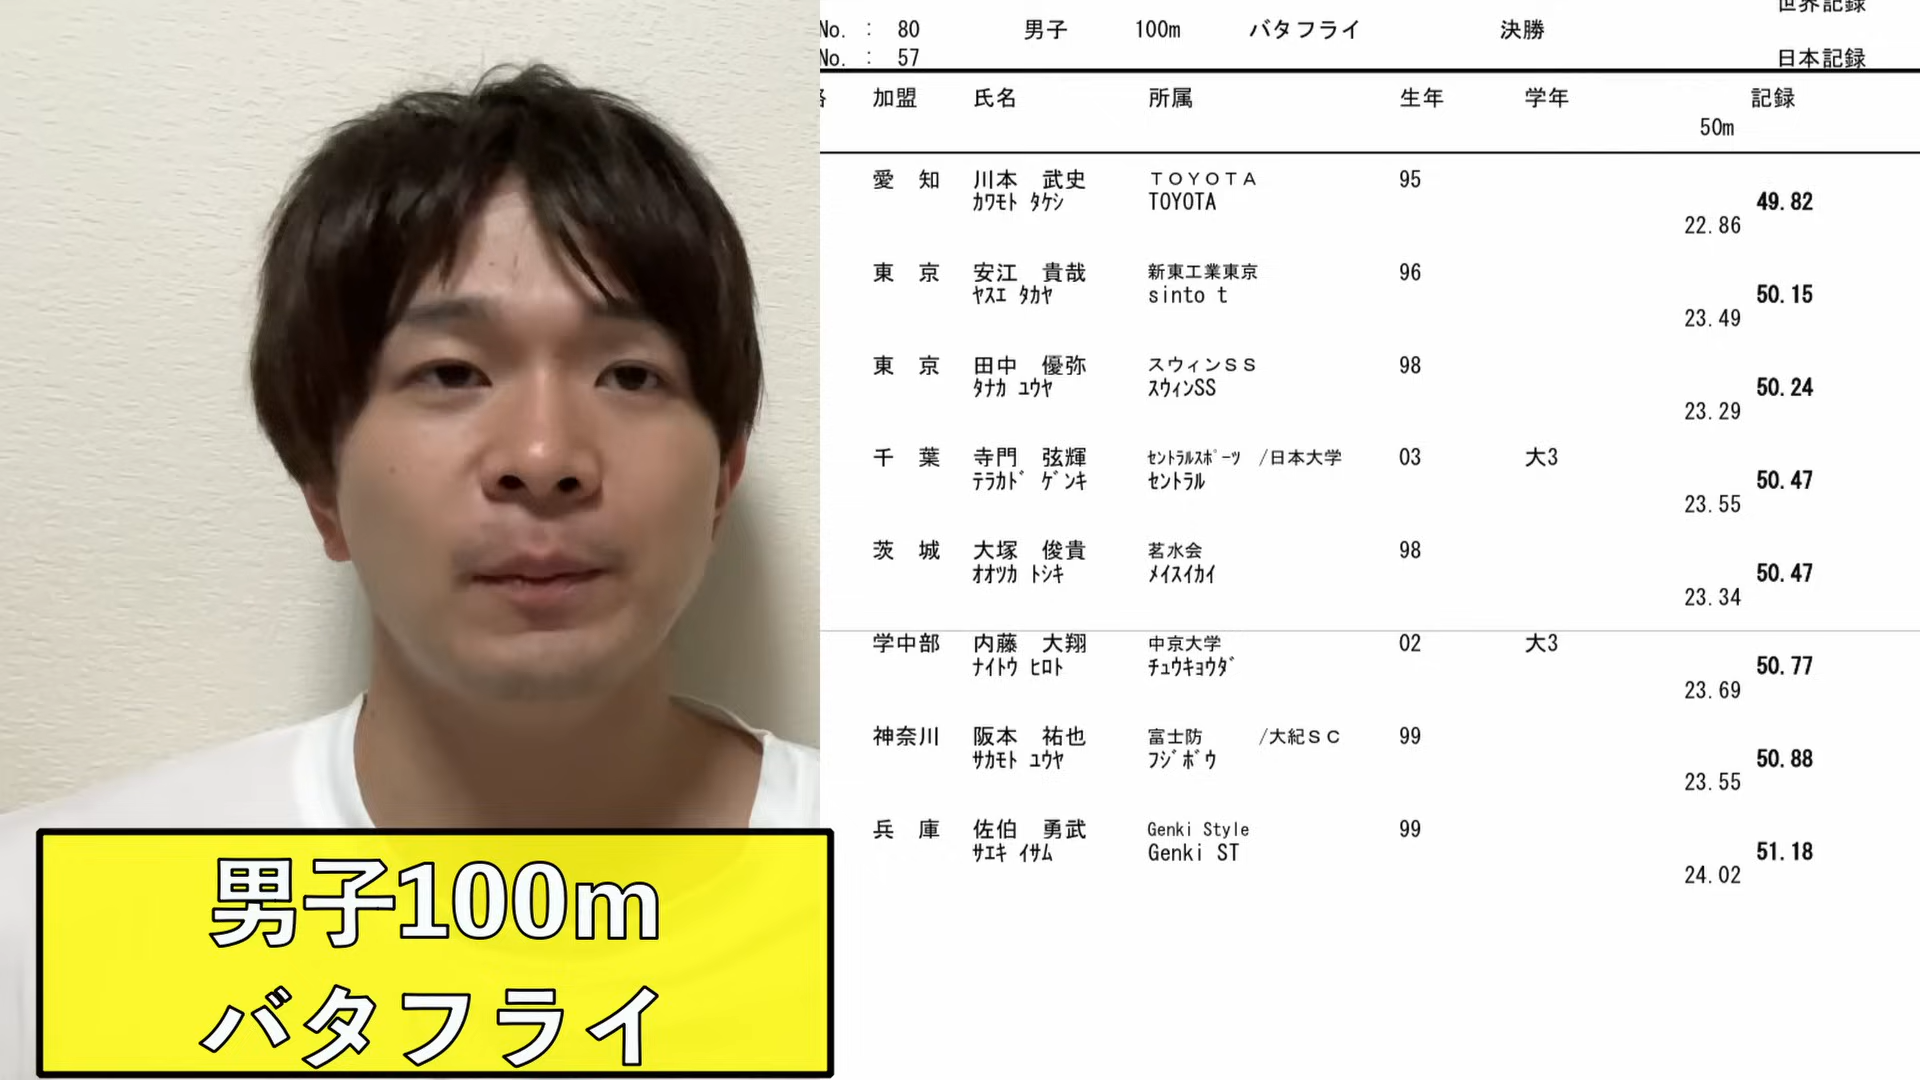 世界記録
No. : 80 男子 100m バタフライ 決勝
No. : 57 日本記録
加盟 氏名 所属 生年 学年 記録
50m
愛 知 川本 武史 ＴＯＹＯＴＡ 95
ｶﾜﾓﾄ ﾀｹｼ TOYOTA 49.82
22.86
東 京 安江 貴哉 新東工業東京 96
ﾔｽｴ ﾀｶﾔ sinto t 50.15
23.49
東 京 田中 優弥 スウィンＳＳ 98
ﾀﾅｶ ﾕｳﾔ ｽｳｨﾝSS 50.24
23.29
千 葉 寺門 弦輝 ｾﾝﾄﾗﾙｽﾎﾟｰﾂ /日本大学 03 大3
ﾃﾗｶﾄﾞ ｹﾞﾝｷ ｾﾝﾄﾗﾙ 50.47
23.55
茨 城 大塚 俊貴 茗水会 98
ｵｵﾂｶ ﾄｼｷ ﾒｲｽｲｶｲ 50.47
23.34
学中部 内藤 大翔 中京大学 02 大3
ﾅｲﾄｳ ﾋﾛﾄ ﾁｭｳｷｮｳﾀﾞ 50.77
23.69
神奈川 阪本 祐也 富士防 /大紀ＳＣ 99
ｻｶﾓﾄ ﾕｳﾔ ﾌｼﾞﾎﾞｳ 50.88
23.55
兵 庫 佐伯 勇武 Genki Style 99
ｻｴｷ ｲｻﾑ Genki ST 51.18
24.02
男子100m
バタフライ